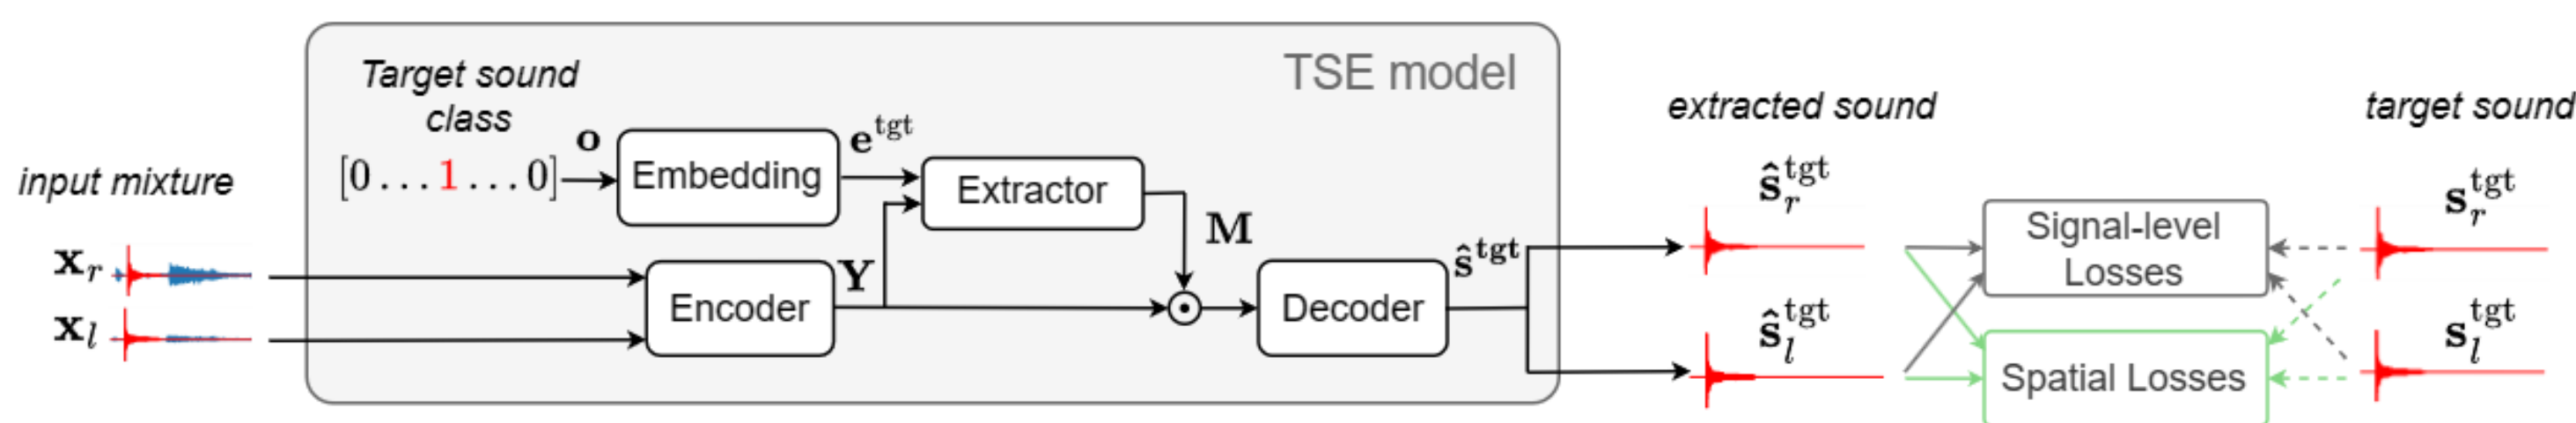 TSE model
Target sound
class
input mixture
[0 … 1 … 0]
o
Embedding
e^tgt
Extractor
M
x_r
x_l
Encoder
Y
Decoder
ŝ^tgt
extracted sound
ŝ_r^tgt
ŝ_l^tgt
Signal-level
Losses
Spatial Losses
target sound
s_r^tgt
s_l^tgt